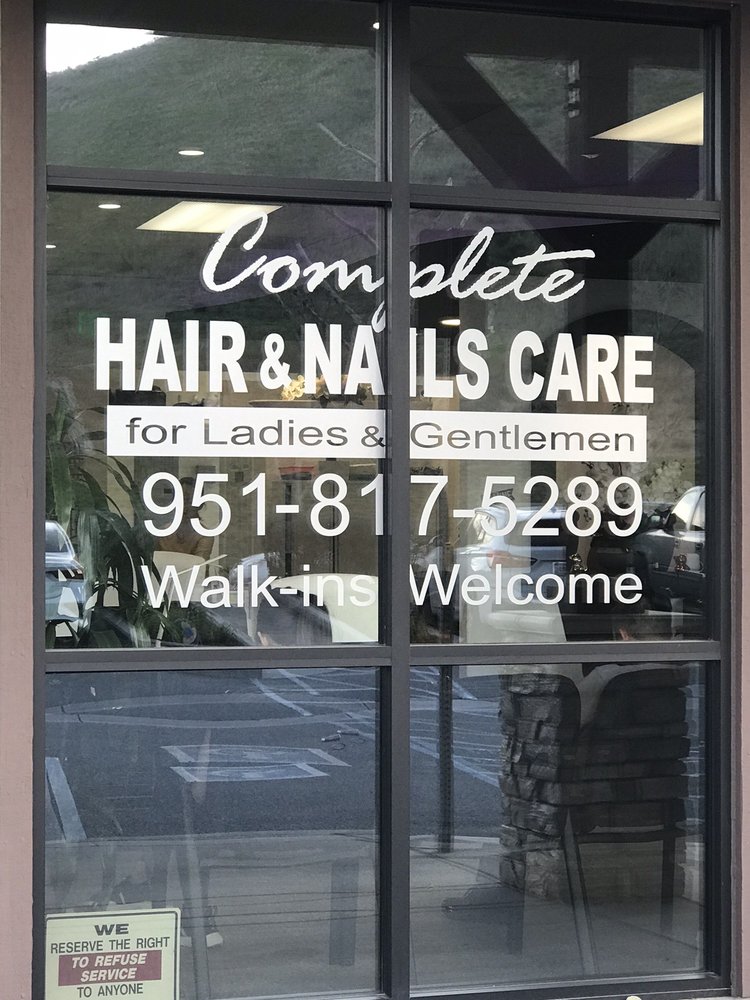 Complete
HAIR & NAILS CARE
for Ladies & Gentlemen
951-817-5289
Walk-ins Welcome
WE
RESERVE THE RIGHT
TO REFUSE
SERVICE
TO ANYONE